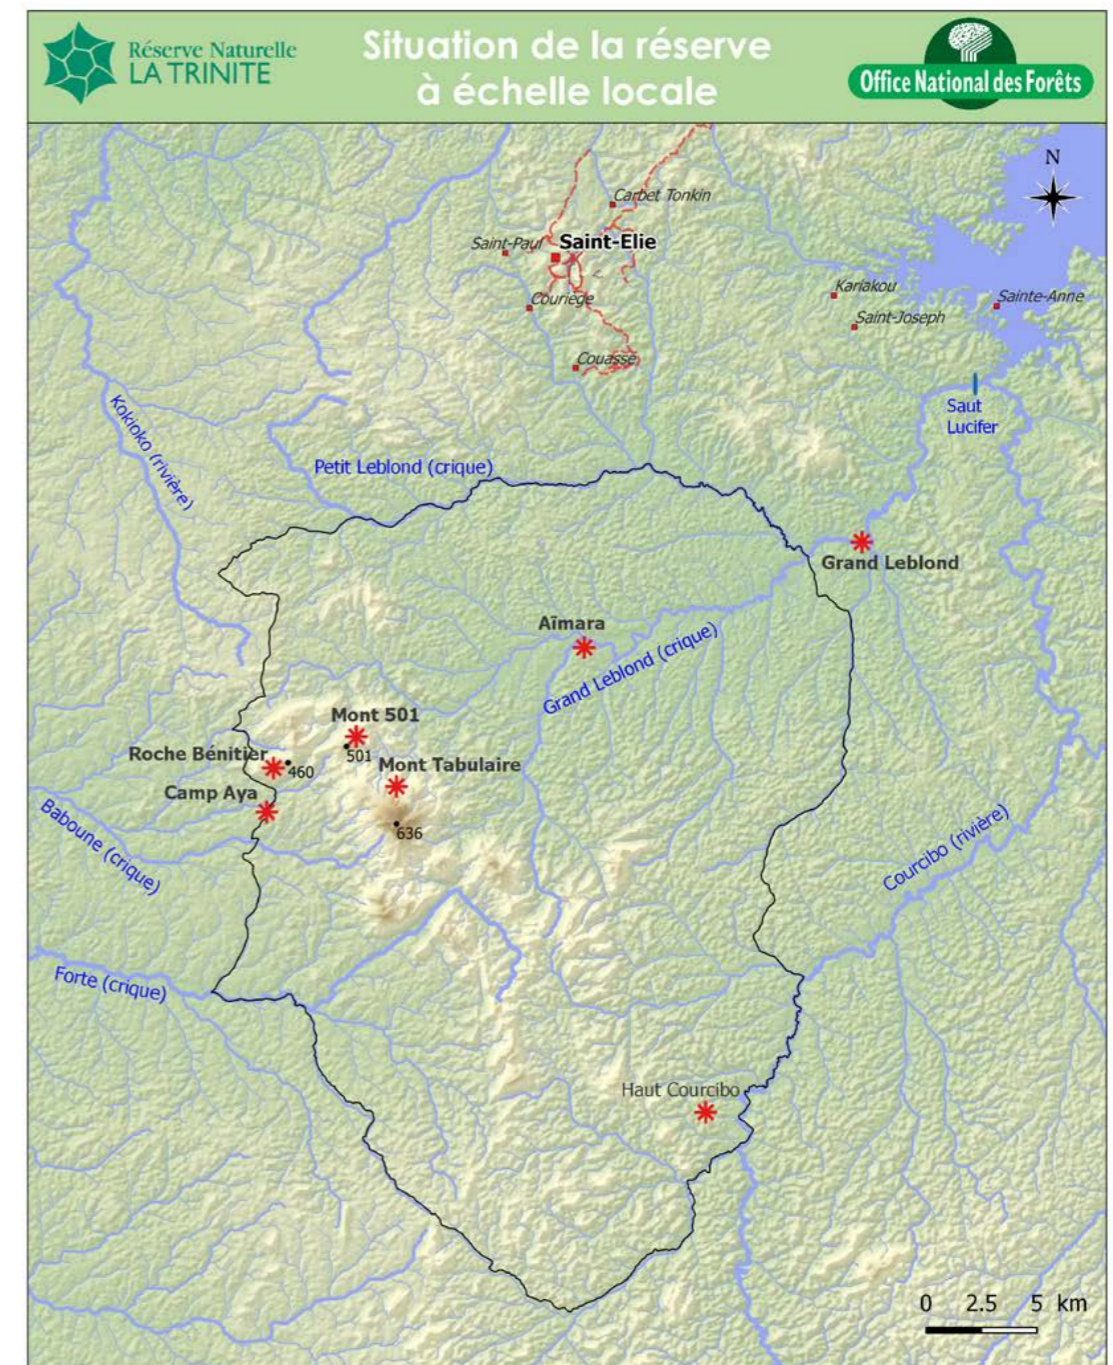 Réserve Naturelle
LA TRINITE
Situation de la réserve
à échelle locale
Office National des Forêts
N
Carbet Tonkin
Saint-Paul
Saint-Elie
Couriège
Kariakou
Sainte-Anne
Saint-Joseph
Couasse
Saut
Lucifer
Kokioko (rivière)
Petit Leblond (crique)
Grand Leblond
Aïmara
Grand Leblond (crique)
Mont 501
501
Roche Bénitier
460
Mont Tabulaire
Camp Aya
636
Baboune (crique)
Courcibo (rivière)
Forte (crique)
Haut Courcibo
0 2.5 5 km